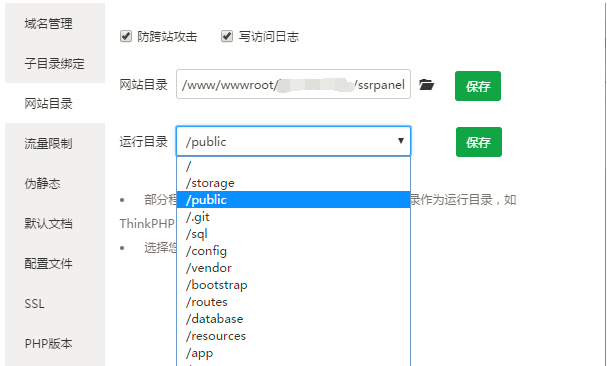 域名管理
子目录绑定
网站目录
流量限制
伪静态
默认文档
配置文件
SSL
PHP版本
防跨站攻击 写访问日志
网站目录 /www/wwwroot/ /ssrpanel 保存
运行目录 /public 保存
/
/storage
/public
/.git
/sql
/config
/vendor
/bootstrap
/routes
/database
/resources
/app
部分程 录作为运行目录，如
ThinkPHP
选择您